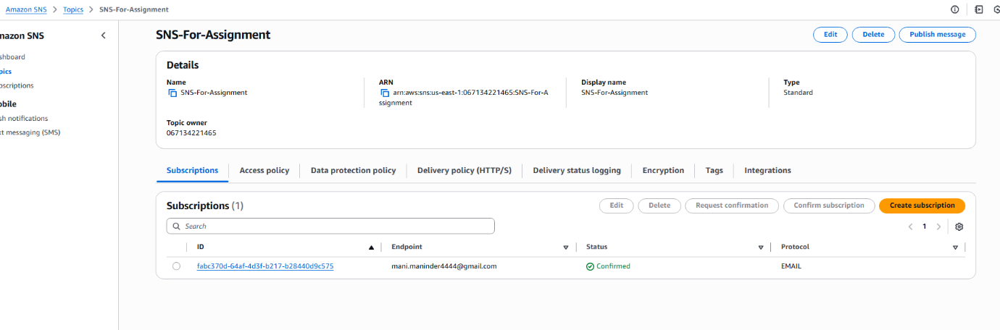 Amazon SNS > Topics > SNS-For-Assignment
mazon SNS
shboard
pics
bscriptions
obile
sh notifications
xt messaging (SMS)
SNS-For-Assignment
Edit Delete Publish message
Details
Name
SNS-For-Assignment
ARN
arn:aws:sns:us-east-1:067134221465:SNS-For-A
ssignment
Display name
SNS-For-Assignment
Type
Standard
Topic owner
067134221465
Subscriptions Access policy Data protection policy Delivery policy (HTTP/S) Delivery status logging Encryption Tags Integrations
Subscriptions (1)
Edit Delete Request confirmation Confirm subscription Create subscription
Search
1
ID Endpoint Status Protocol
fabc370d-64af-4d3f-b217-b28440d9c575 mani.maninder4444@gmail.com Confirmed EMAIL